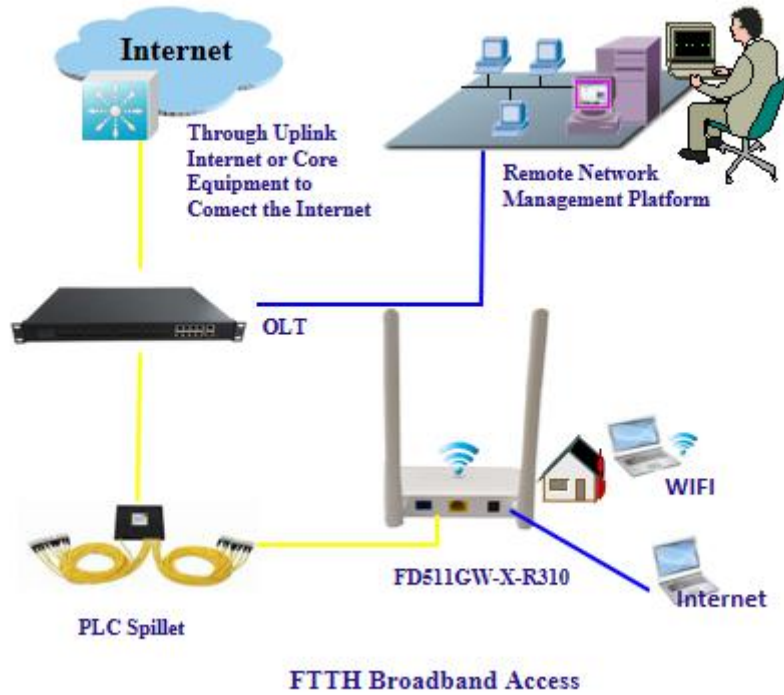 Internet
Through Uplink
Internet or Core
Equipment to
Comect the Internet
Remote Network
Management Platform
OLT
WIFI
FD511GW-X-R310
Internet
PLC Spillet
FTTH Broadband Access